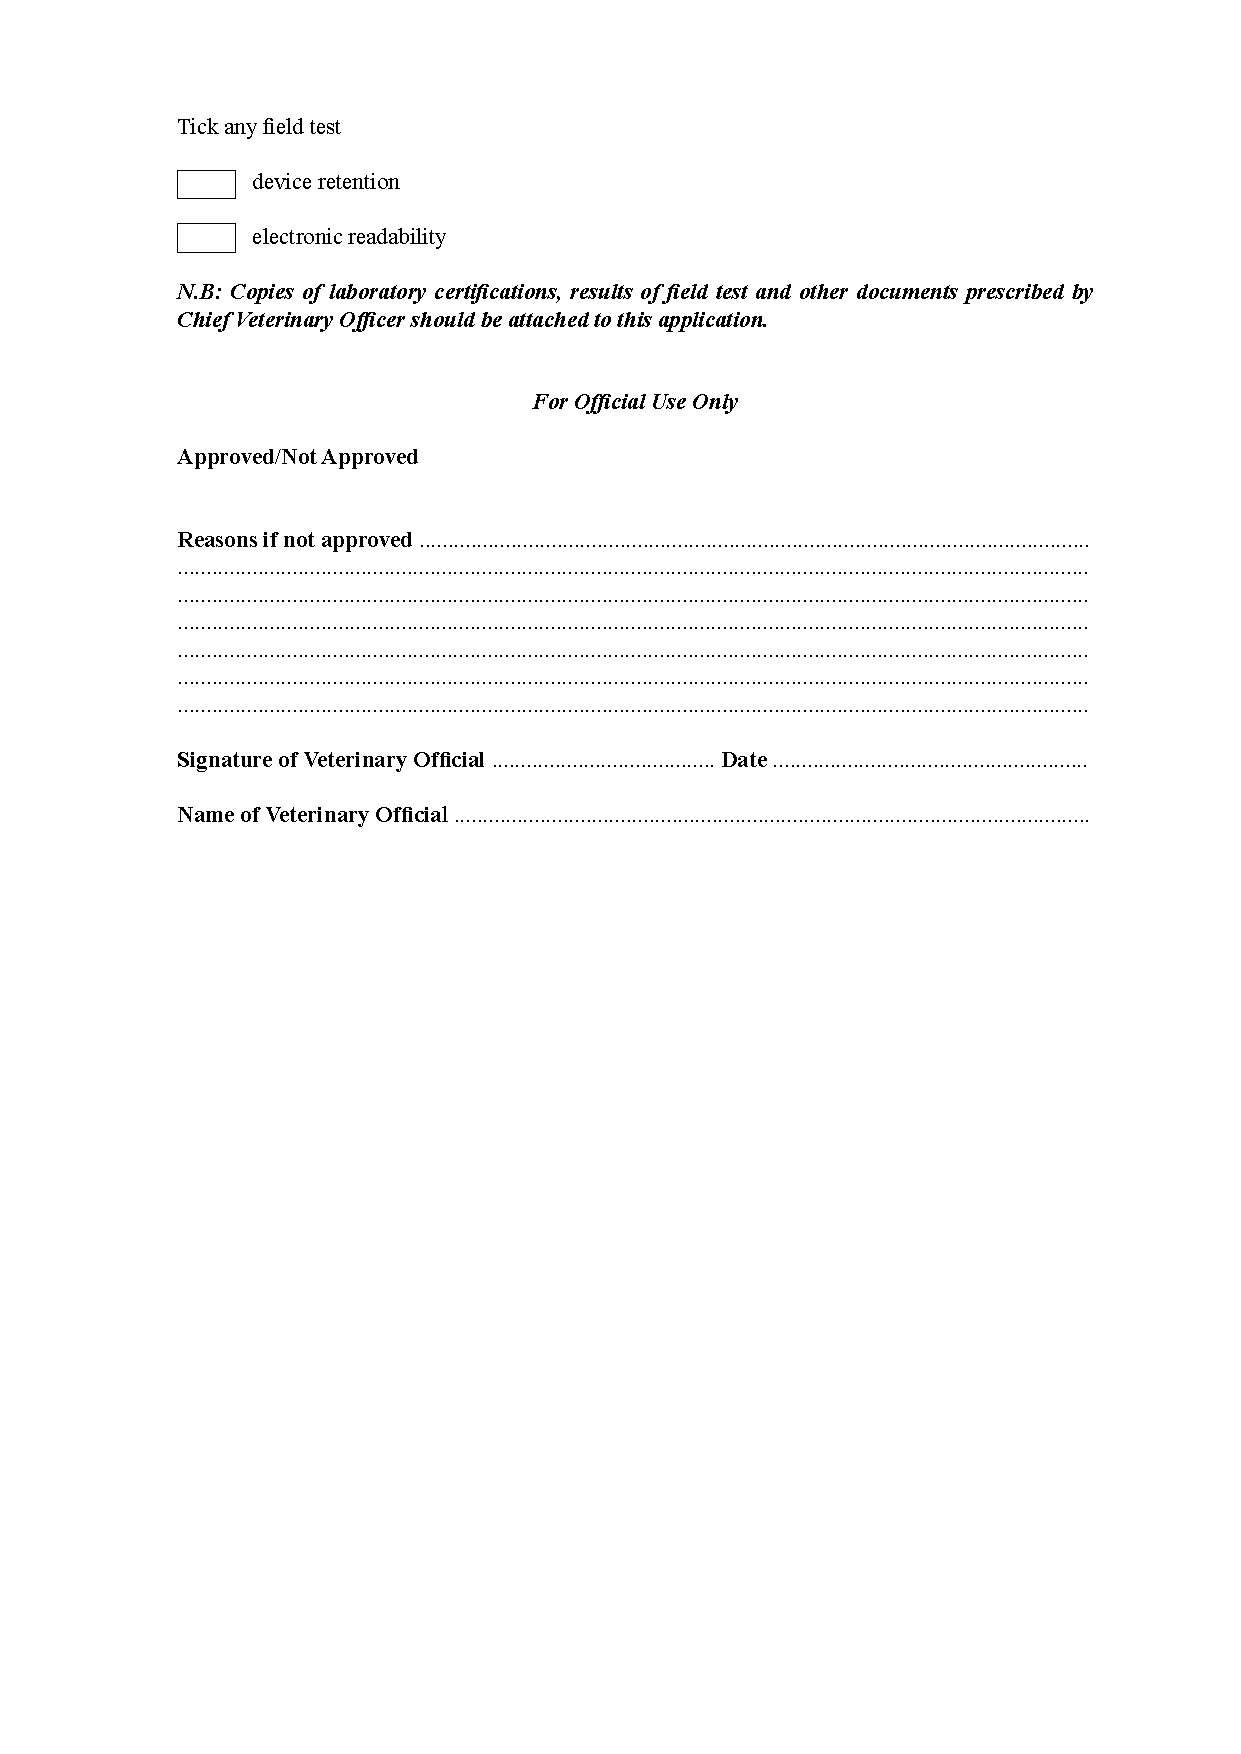 Tick any field test
device retention
electronic readability
N.B: Copies of laboratory certifications, results of field test and other documents prescribed by
Chief Veterinary Officer should be attached to this application.
For Official Use Only
Approved/Not Approved
Reasons if not approved .....................................................................................................................
................................................................................................................................................................
................................................................................................................................................................
................................................................................................................................................................
................................................................................................................................................................
................................................................................................................................................................
................................................................................................................................................................
Signature of Veterinary Official ....................................... Date .......................................................
Name of Veterinary Official ...............................................................................................................